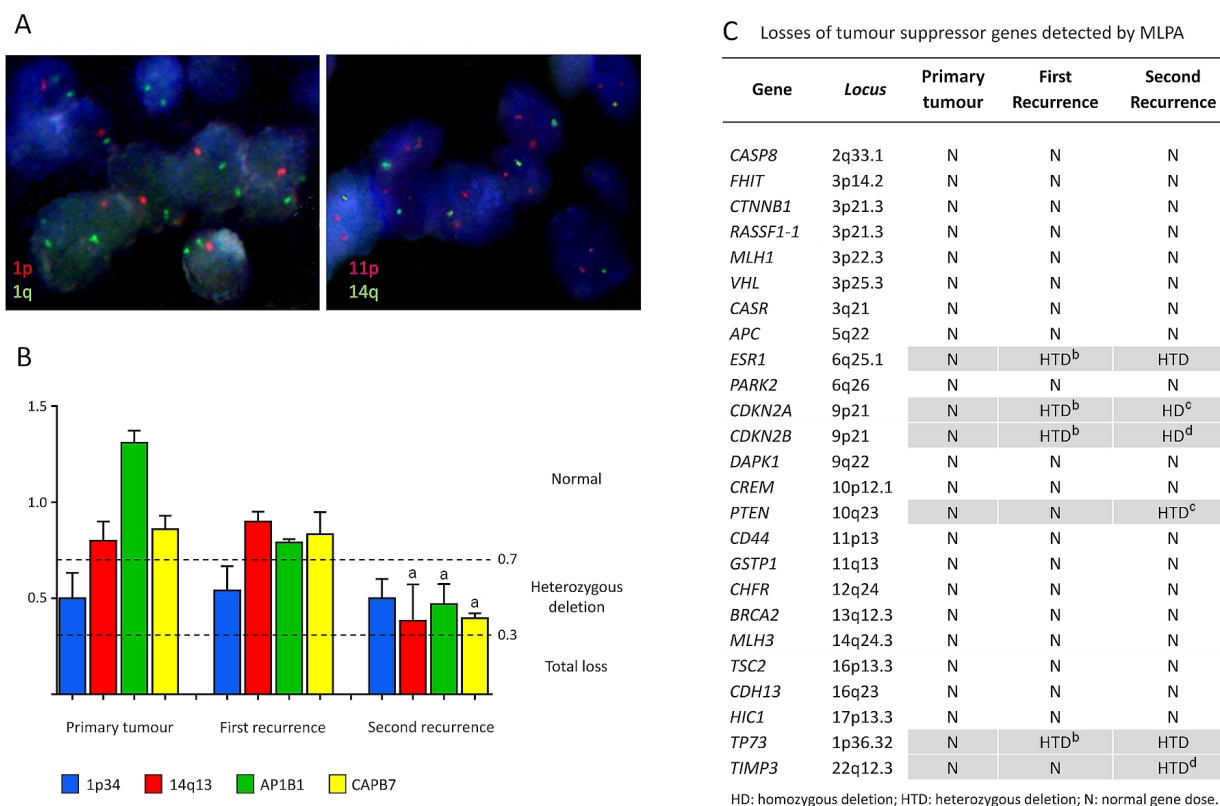 A
1p
1q
11p
14q
B
1.5
1.0
0.5
Normal
0.7
Heterozygous
deletion
0.3
Total loss
a
a
a
Primary tumour
First recurrence
Second recurrence
1p34
14q13
AP1B1
CAPB7
C Losses of tumour suppressor genes detected by MLPA
Gene Locus Primary tumour First Recurrence Second Recurrence
CASP8 2q33.1 N N N
FHIT 3p14.2 N N N
CTNNB1 3p21.3 N N N
RASSF1-1 3p21.3 N N N
MLH1 3p22.3 N N N
VHL 3p25.3 N N N
CASR 3q21 N N N
APC 5q22 N N N
ESR1 6q25.1 N HTDb HTD
PARK2 6q26 N N N
CDKN2A 9p21 N HTDb HDc
CDKN2B 9p21 N HTDb HDd
DAPK1 9q22 N N N
CREM 10p12.1 N N N
PTEN 10q23 N N HTDc
CD44 11p13 N N N
GSTP1 11q13 N N N
CHFR 12q24 N N N
BRCA2 13q12.3 N N N
MLH3 14q24.3 N N N
TSC2 16p13.3 N N N
CDH13 16q23 N N N
HIC1 17p13.3 N N N
TP73 1p36.32 N HTDb HTD
TIMP3 22q12.3 N N HTDd
HD: homozygous deletion; HTD: heterozygous deletion; N: normal gene dose.